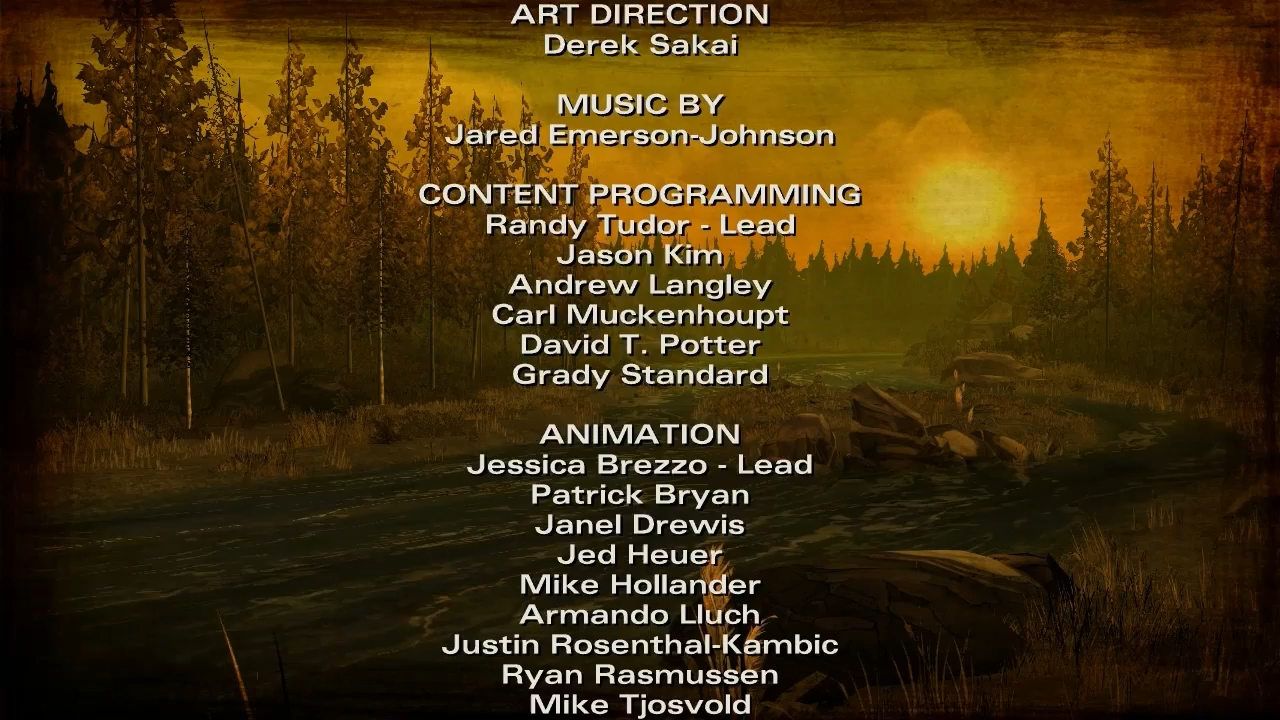 ART DIRECTION
Derek Sakai
MUSIC BY
Jared Emerson-Johnson
CONTENT PROGRAMMING
Randy Tudor - Lead
Jason Kim
Andrew Langley
Carl Muckenhoupt
David T. Potter
Grady Standard
ANIMATION
Jessica Brezzo - Lead
Patrick Bryan
Janel Drewis
Jed Heuer
Mike Hollander
Armando Lluch
Justin Rosenthal-Kambic
Ryan Rasmussen
Mike Tjosvold